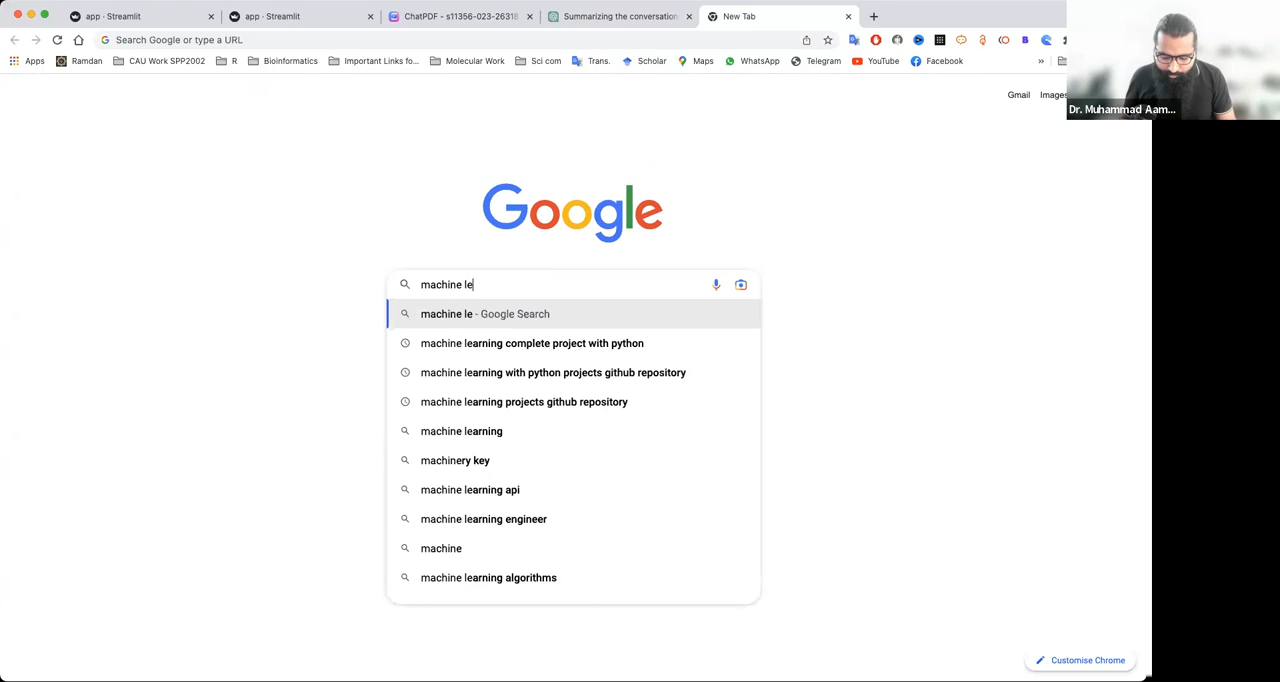 app · Streamlit
app · Streamlit
ChatPDF - s11356-023-26318
Summarizing the conversation
New Tab
Search Google or type a URL
Apps
Ramdan
CAU Work SPP2002
R
Bioinformatics
Important Links fo...
Molecular Work
Sci com
Trans.
Scholar
Maps
WhatsApp
Telegram
YouTube
Facebook
»
Gmail
Images
Dr. Muhammad Aam...
Google
machine le
machine le - Google Search
machine learning complete project with python
machine learning with python projects github repository
machine learning projects github repository
machine learning
machinery key
machine learning api
machine learning engineer
machine
machine learning algorithms
Customise Chrome